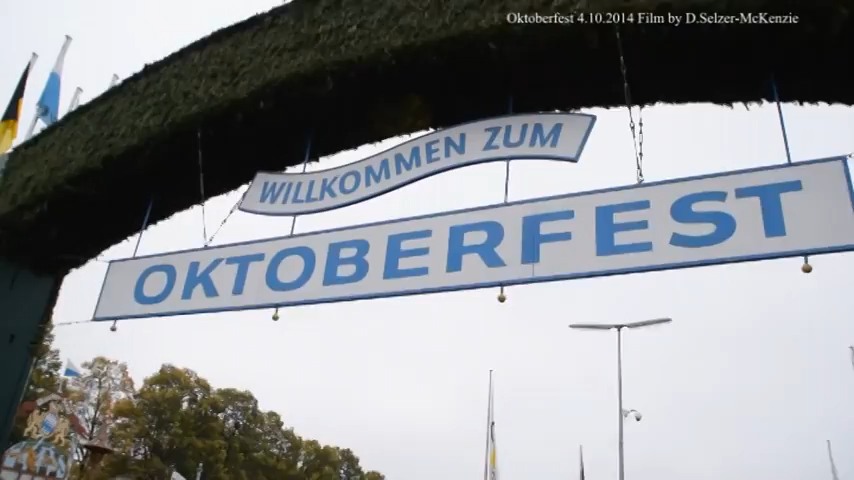 Oktoberfest 4.10.2014 Film by D.Selzer-McKenzie
WILLKOMMEN ZUM
OKTOBERFEST